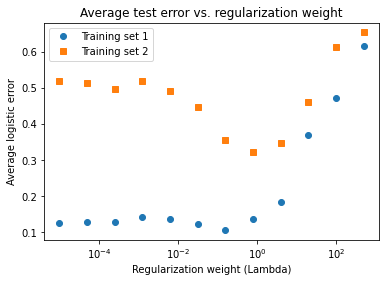 Average test error vs. regularization weight
Training set 1
Training set 2
Average logistic error
0.6
0.5
0.4
0.3
0.2
0.1
10⁻⁴
10⁻²
10⁰
10²
Regularization weight (Lambda)